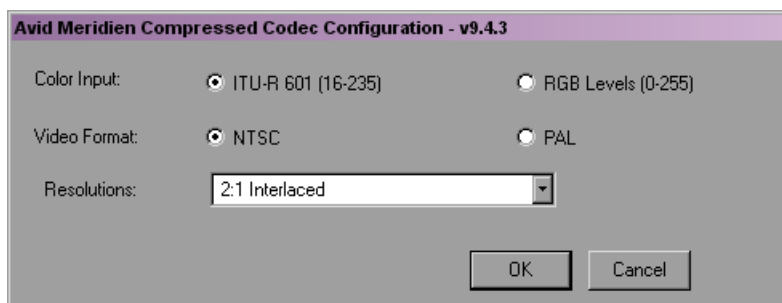 Avid Meridien Compressed Codec Configuration - v9.4.3
Color Input: ITU-R 601 (16-235) RGB Levels (0-255)
Video Format: NTSC PAL
Resolutions: 2:1 Interlaced
OK Cancel